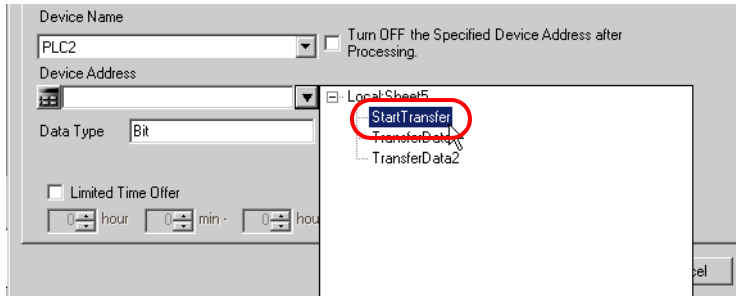 Device Name
PLC2
Turn OFF the Specified Device Address after
Processing.
Device Address
Local:Sheet5
StartTransfer
Data Type Bit
TransferData2
Limited Time Offer
0 hour 0 min - 0